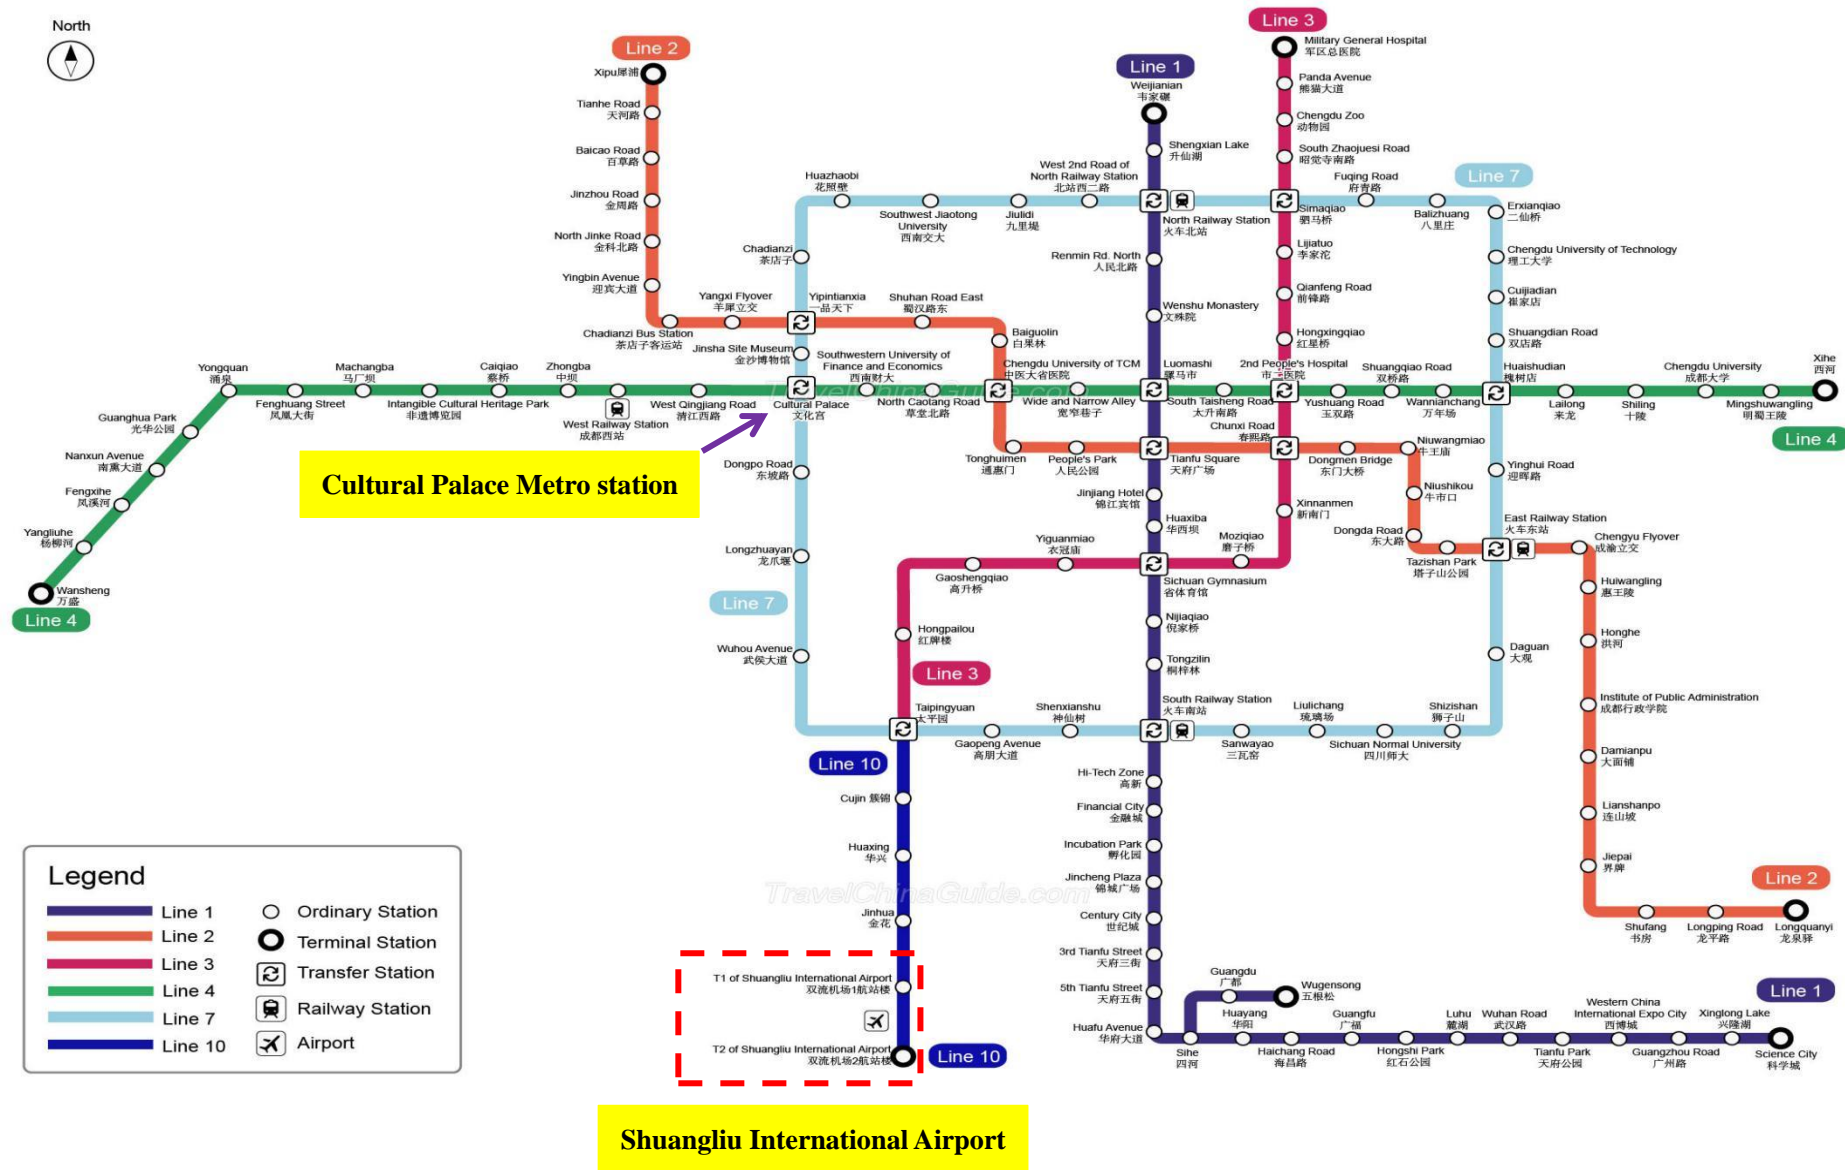 North
Line 2
Xipu犀浦
Tianhe Road
天河路
Baicao Road
百草路
Jinzhou Road
金周路
North Jinke Road
金科北路
Yingbin Avenue
迎宾大道
Chadianzi Bus Station
茶店子客运站
Yangxi Flyover
羊犀立交
Yipintianxia
一品天下
Shuhan Road East
蜀汉路东
Baiguolin
白果林
Line 1
Weijianian
韦家碾
Shengxian Lake
升仙湖
Line 3
Military General Hospital
军区总医院
Panda Avenue
熊猫大道
Chengdu Zoo
动物园
South Zhaojuesi Road
昭觉寺南路
Line 7
Huazhaobi
花照壁
Southwest Jiaotong
University
西南交大
Jiulidi
九里堤
West 2nd Road of
North Railway Station
北站西二路
North Railway Station
火车北站
Simaqiao
驷马桥
Fuqing Road
府青路
Balizhuang
八里庄
Erxianqiao
二仙桥
Chengdu University of Technology
理工大学
Cuijiadian
崔家店
Shuangdian Road
双店路
Huaishudian
槐树店
Chadianzi
茶店子
Renmin Rd. North
人民北路
Wenshu Monastery
文殊院
Lijiatuo
李家沱
Qianfeng Road
前锋路
Hongxingqiao
红星桥
Jinsha Site Museum
金沙博物馆
Southwestern University of
Finance and Economics
西南财大
Chengdu University of TCM
中医大省医院
Luomashi
骡马市
2nd People's Hospital
市二医院
Shuangqiao Road
双桥路
Chengdu University
成都大学
Xihe
西河
Yongquan
涌泉
Machangba
马厂坝
Caiqiao
蔡桥
Zhongba
中坝
Fenghuang Street
凤凰大街
Intangible Cultural Heritage Park
非遗博览园
West Railway Station
成都西站
West Qingjiang Road
清江西路
Cultural Palace
文化宫
North Caotang Road
草堂北路
Wide and Narrow Alley
宽窄巷子
South Taisheng Road
太升南路
Yushuang Road
玉双路
Wannianchang
万年场
Lailong
来龙
Shiling
十陵
Mingshuwangling
明蜀王陵
Line 4
TravelChinaGuide.com
Guanghua Park
光华公园
Nanxun Avenue
南熏大道
Fengxihe
凤溪河
Yangliuhe
杨柳河
Wansheng
万盛
Line 4
Cultural Palace Metro station
Dongpo Road
东坡路
Longzhuayan
龙爪堰
Line 7
Wuhou Avenue
武侯大道
Tonghuimen
通惠门
People's Park
人民公园
Tianfu Square
天府广场
Chunxi Road
春熙路
Dongmen Bridge
东门大桥
Niuwangmiao
牛王庙
Niushikou
牛市口
Dongda Road
东大路
Tazishan Park
塔子山公园
Yinghui Road
迎晖路
East Railway Station
火车东站
Chengyu Flyover
成渝立交
Huiwangling
惠王陵
Honghe
洪河
Institute of Public Administration
成都行政学院
Damianpu
大面铺
Lianshanpo
连山坡
Jiepai
界牌
Line 2
Shufang
书房
Longping Road
龙平路
Longquanyi
龙泉驿
Jinjiang Hotel
锦江宾馆
Huaxiba
华西坝
Xinnanmen
新南门
Moziqiao
磨子桥
Yiguanmiao
衣冠庙
Gaoshengqiao
高升桥
Sichuan Gymnasium
省体育馆
Hongpailou
红牌楼
Line 3
Nijiaqiao
倪家桥
Tongzilin
桐梓林
Daguan
大观
Taipingyuan
太平园
Shenxianshu
神仙树
South Railway Station
火车南站
Liulichang
琉璃场
Shizishan
狮子山
Gaopeng Avenue
高朋大道
Sanwayao
三瓦窑
Sichuan Normal University
四川师大
Line 10
Cujin 簇锦
Huaxing
华兴
Jinhua
金花
T1 of Shuangliu International Airport
双流机场1航站楼
T2 of Shuangliu International Airport
双流机场2航站楼
Line 10
Shuangliu International Airport
Hi-Tech Zone
高新
Financial City
金融城
Incubation Park
孵化园
Jincheng Plaza
锦城广场
Century City
世纪城
3rd Tianfu Street
天府三街
5th Tianfu Street
天府五街
Huafu Avenue
华府大道
TravelChinaGuide.com
Guangdu
广都
Wugensong
五根松
Line 1
Sihe
四河
Huayang
华阳
Haichang Road
海昌路
Guangfu
广福
Hongshi Park
红石公园
Luhu
麓湖
Wuhan Road
武汉路
Tianfu Park
天府公园
Western China
International Expo City
西博城
Guangzhou Road
广州路
Xinglong Lake
兴隆湖
Science City
科学城
Legend
Line 1
Line 2
Line 3
Line 4
Line 7
Line 10
Ordinary Station
Terminal Station
Transfer Station
Railway Station
Airport